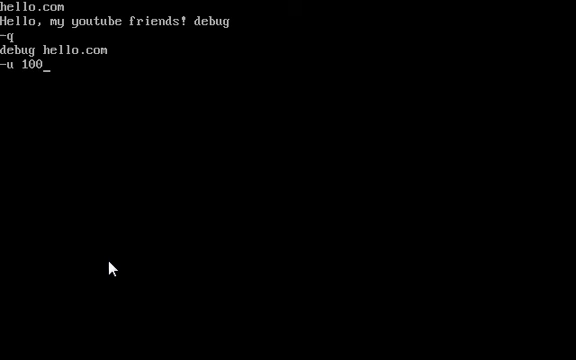 hello.com
Hello, my youtube friends! debug
-q
debug hello.com
-u 100_